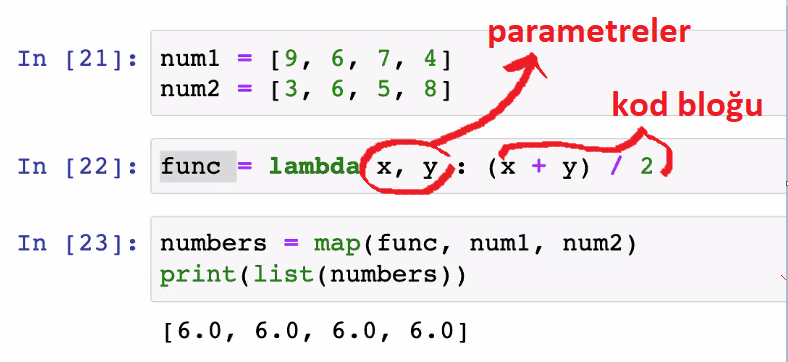 parametreler
In [21]: num1 = [9, 6, 7, 4]
num2 = [3, 6, 5, 8]
kod bloğu
In [22]: func = lambda x, y : (x + y) / 2
In [23]: numbers = map(func, num1, num2)
print(list(numbers))
[6.0, 6.0, 6.0, 6.0]